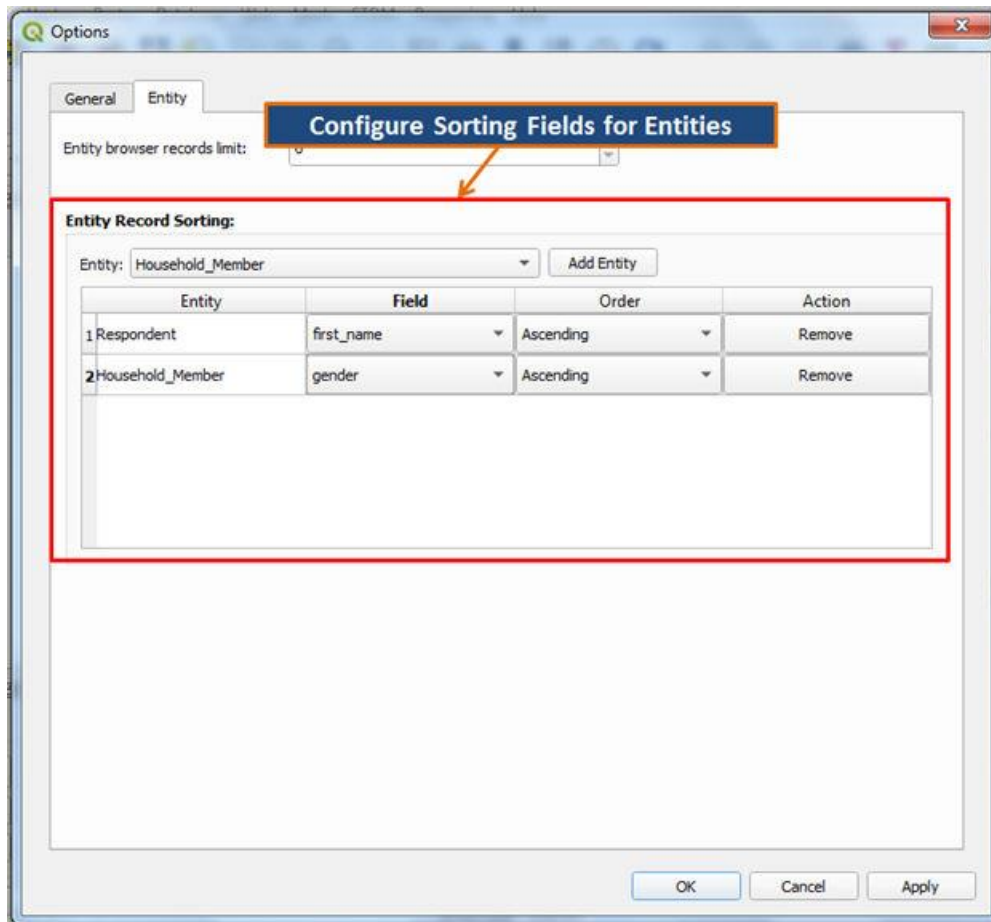 Options
General Entity
Configure Sorting Fields for Entities
Entity browser records limit:
Entity Record Sorting:
Entity: Household_Member Add Entity
Entity Field Order Action
1 Respondent first_name Ascending Remove
2 Household_Member gender Ascending Remove
OK Cancel Apply